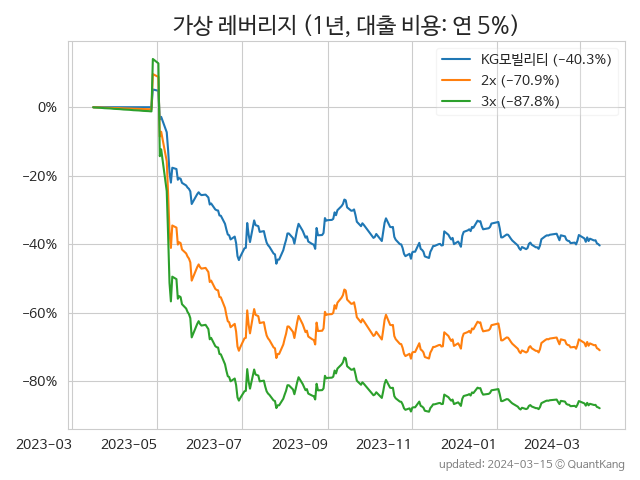 가상 레버리지 (1년, 대출 비용: 연 5%)
KG모빌리티 (−40.3%)
2x (−70.9%)
3x (−87.8%)
0%
−20%
−40%
−60%
−80%
2023-03 2023-05 2023-07 2023-09 2023-11 2024-01 2024-03
updated: 2024-03-15 © QuantKang